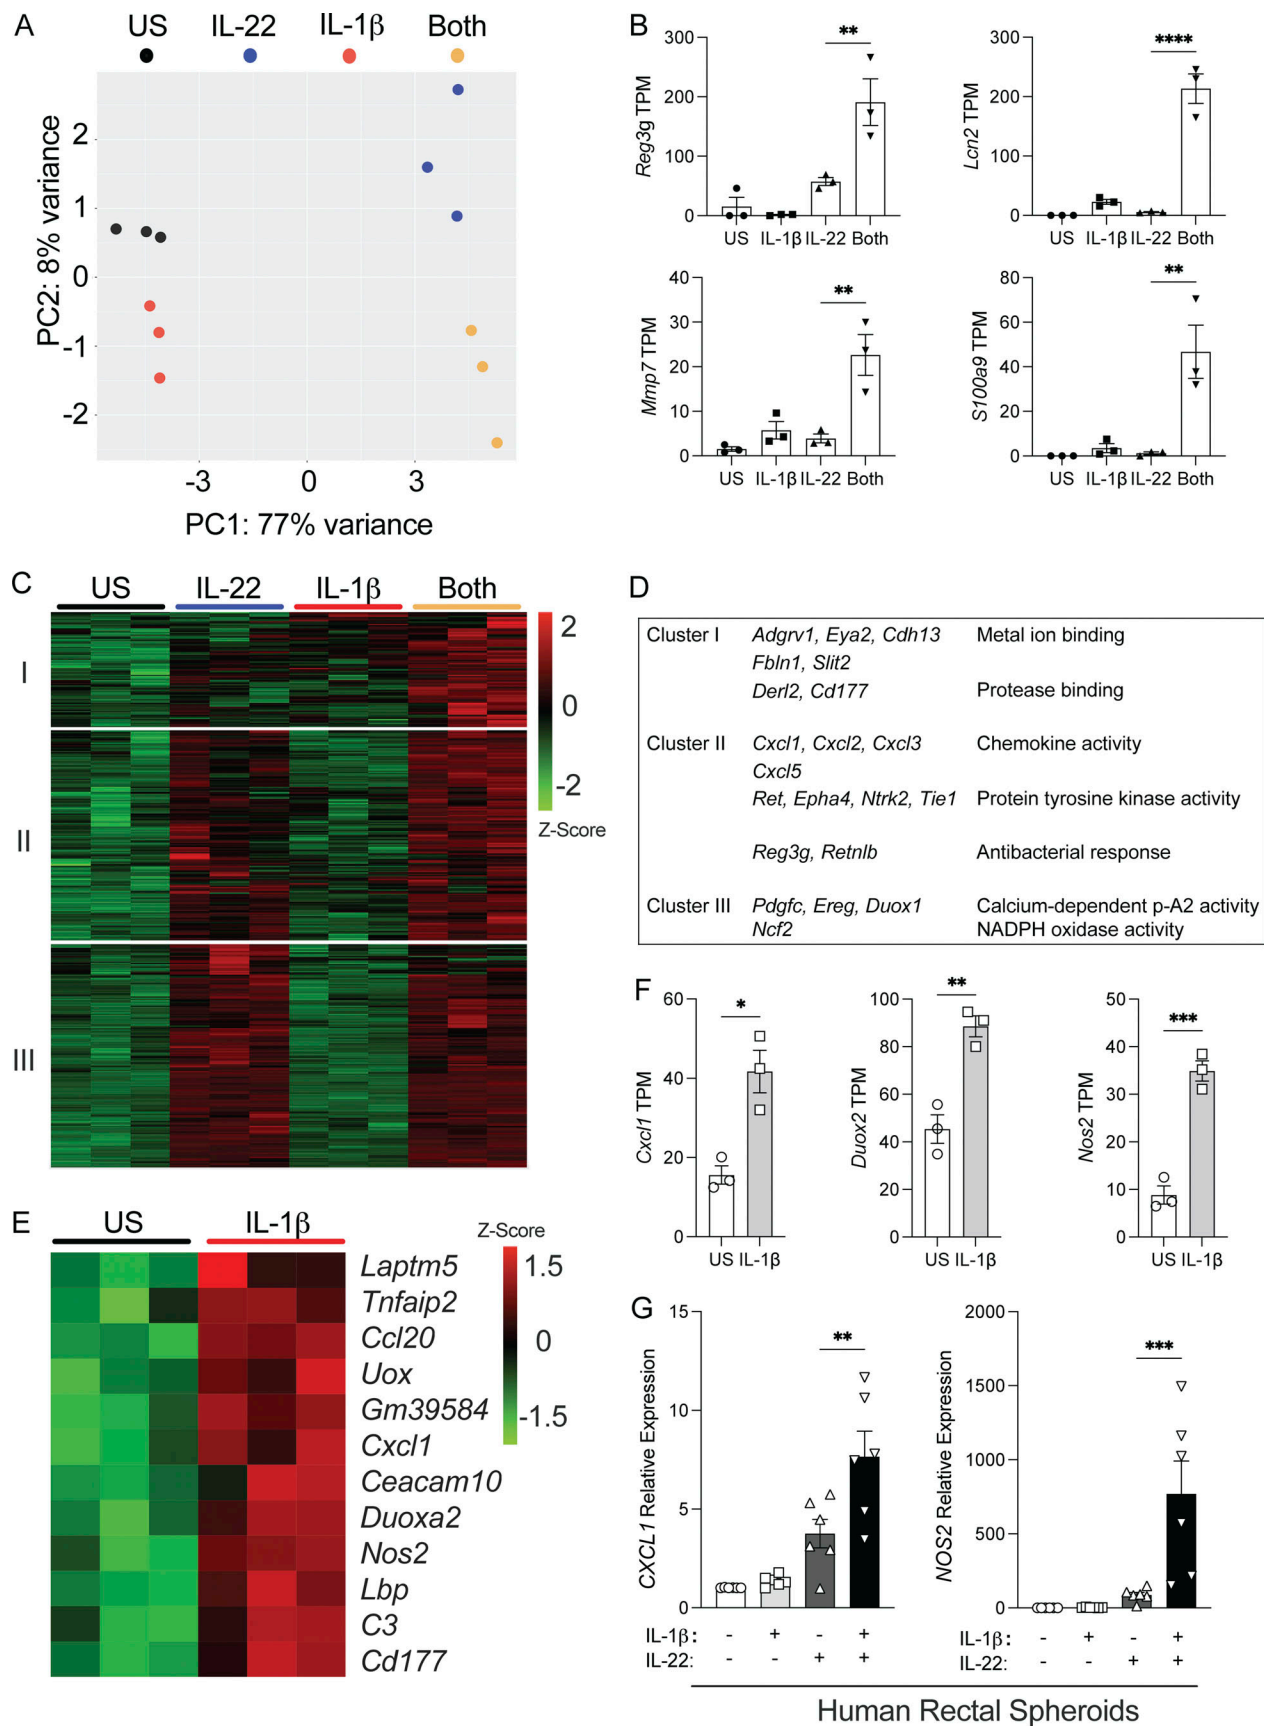 A
US IL-22 IL-1β Both
PC2: 8% variance
2
1
0
-1
-2
-3 0 3
PC1: 77% variance
B
**
300
200
100
0
Reg3g TPM
US IL-1β IL-22 Both
****
300
200
100
0
Lcn2 TPM
US IL-1β IL-22 Both
**
40
30
20
10
0
Mmp7 TPM
US IL-1β IL-22 Both
**
80
60
40
20
0
S100a9 TPM
US IL-1β IL-22 Both
C
US IL-22 IL-1β Both
I
II
III
2
0
-2
Z-Score
D
Cluster I Adgrv1, Eya2, Cdh13 Metal ion binding
Fbln1, Slit2
Derl2, Cd177 Protease binding
Cluster II Cxcl1, Cxcl2, Cxcl3 Chemokine activity
Cxcl5
Ret, Epha4, Ntrk2, Tie1 Protein tyrosine kinase activity
Reg3g, Retnlb Antibacterial response
Cluster III Pdgfc, Ereg, Duox1 Calcium-dependent p-A2 activity
Ncf2 NADPH oxidase activity
E
US IL-1β
Z-Score
1.5
0
-1.5
Laptm5
Tnfaip2
Ccl20
Uox
Gm39584
Cxcl1
Ceacam10
Duoxa2
Nos2
Lbp
C3
Cd177
F
*
60
40
20
0
Cxcl1 TPM
US IL-1β
**
100
80
60
40
20
0
Duox2 TPM
US IL-1β
***
50
40
30
20
10
0
Nos2 TPM
US IL-1β
G
**
15
10
5
0
CXCL1 Relative Expression
IL-1β: - + - +
IL-22: - - + +
***
2000
1500
1000
500
0
NOS2 Relative Expression
IL-1β: - + - +
IL-22: - - + +
Human Rectal Spheroids